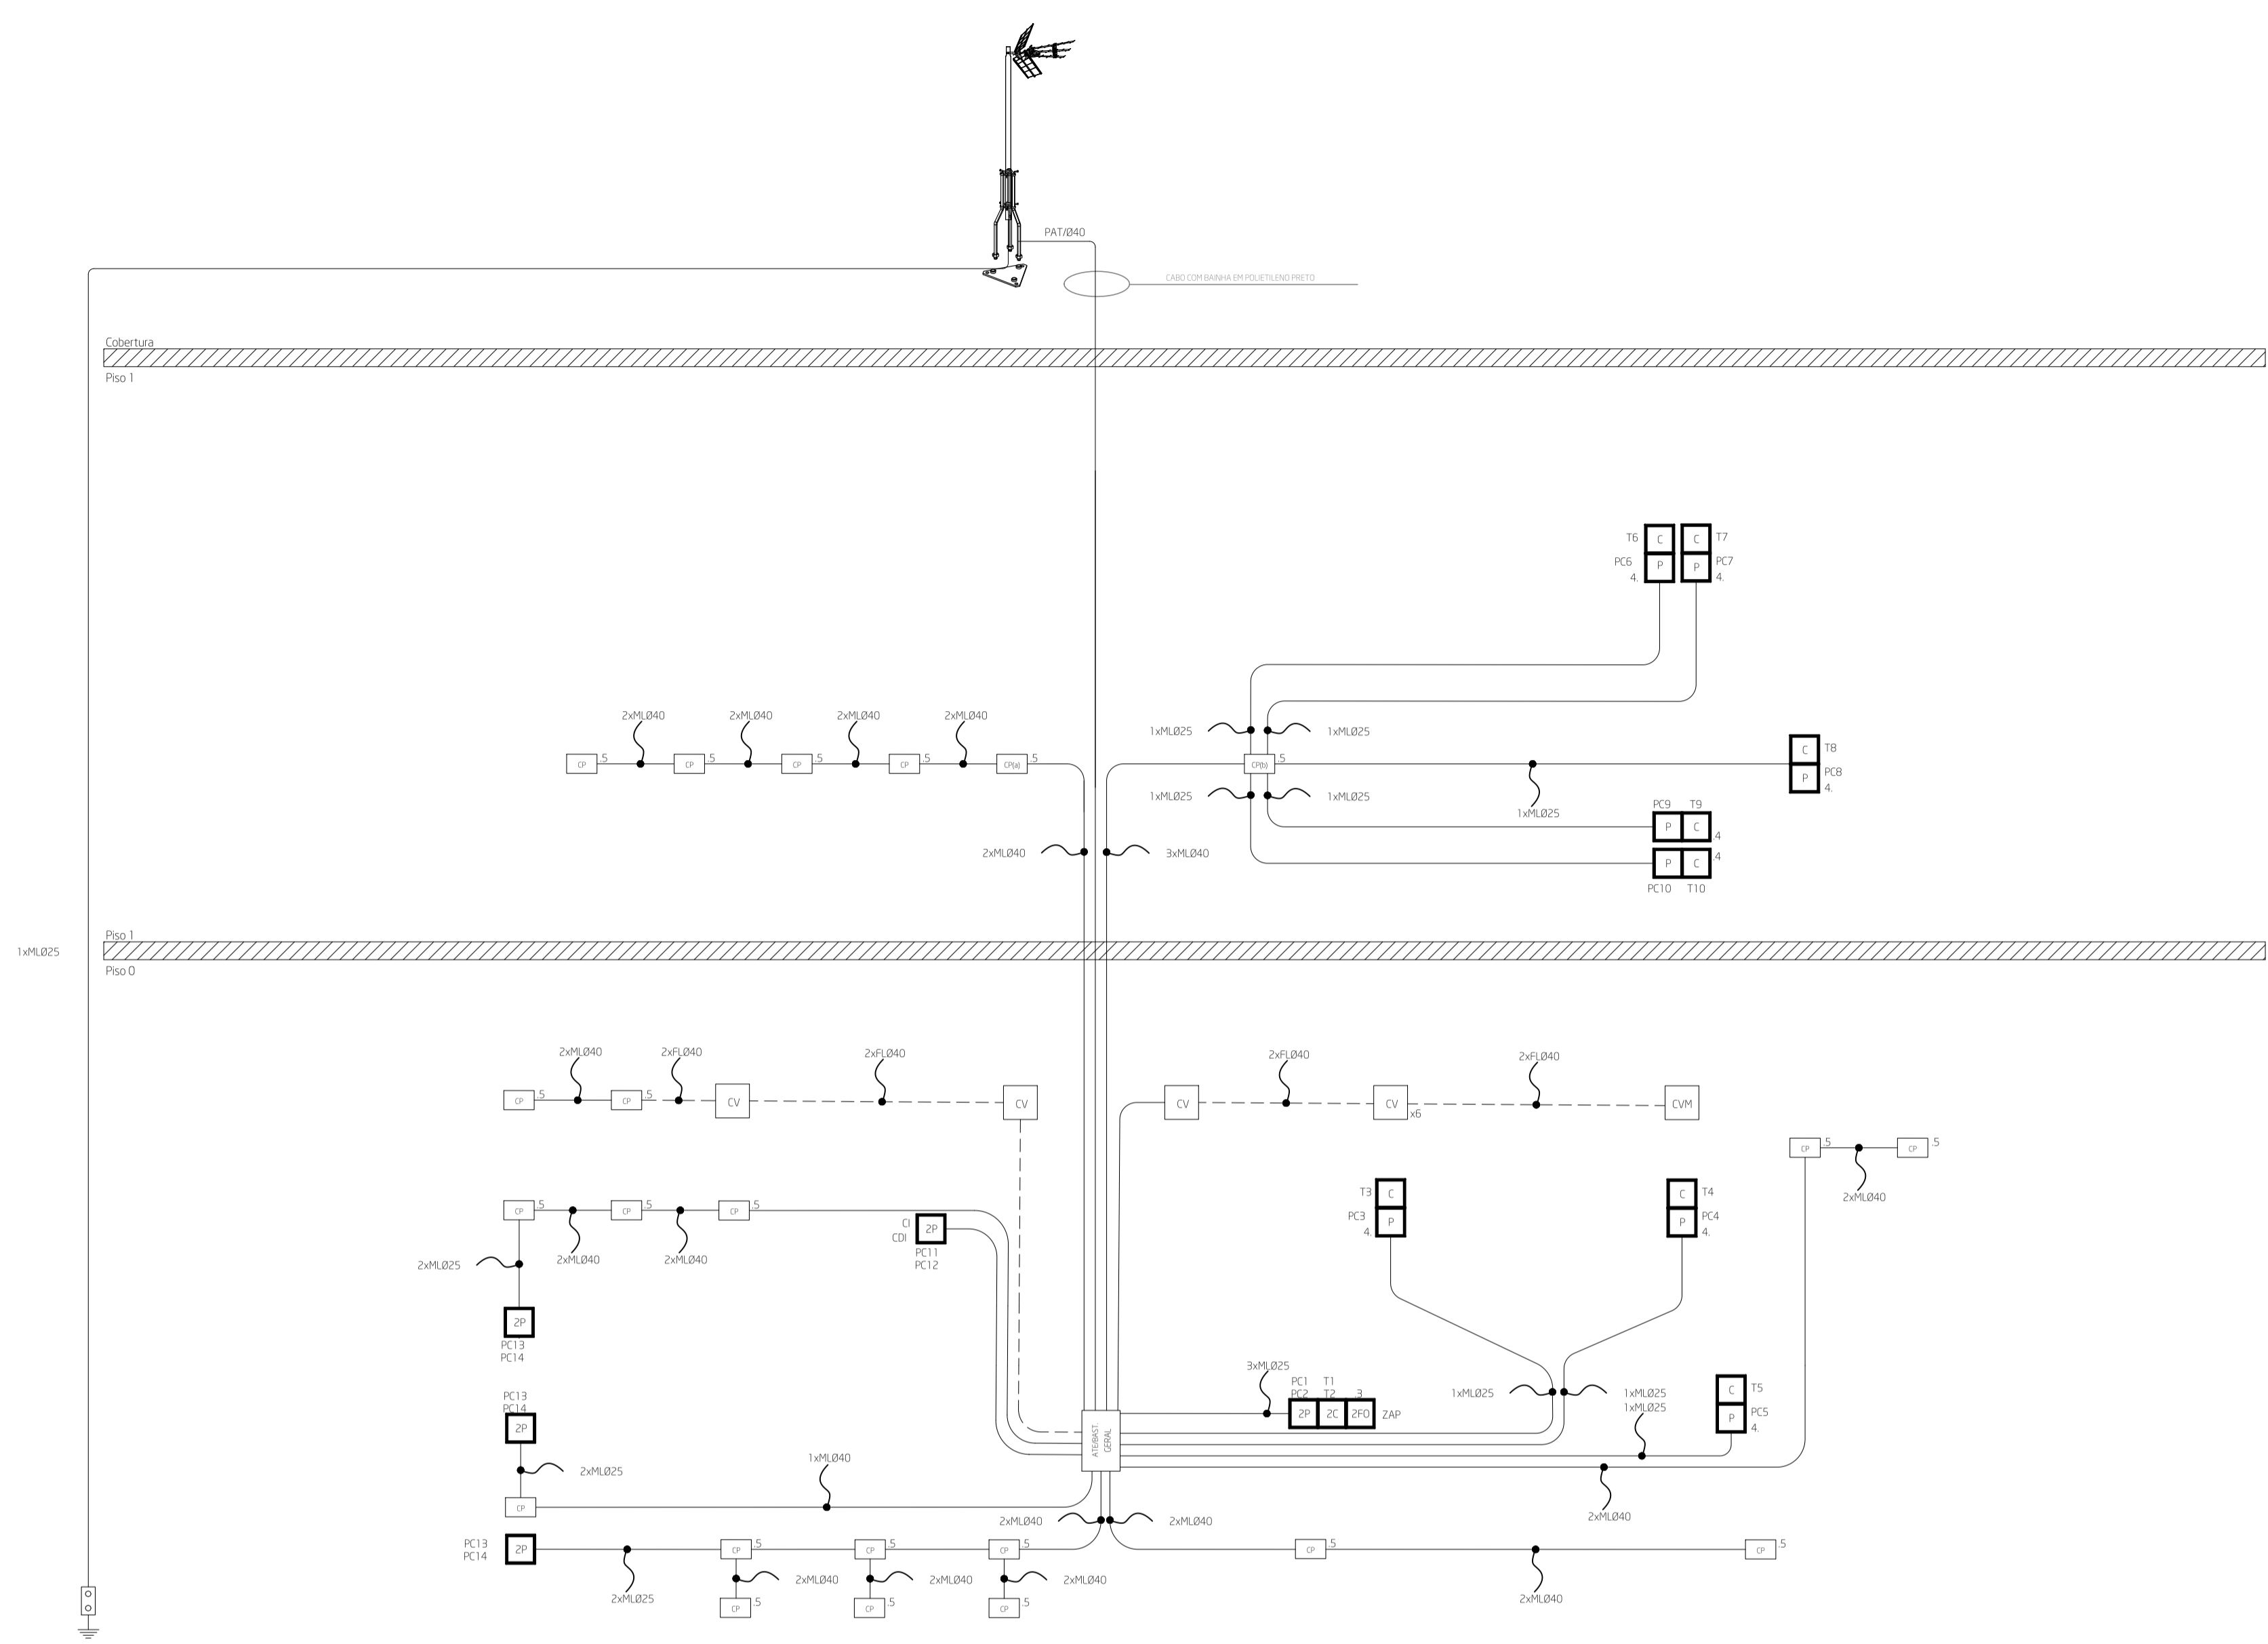 PAT/Ø40
CABO COM BAINHA EM POLIETILENO PRETO
Cobertura
Piso 1
T6 C C T7
PC6 P P PC7
4. 4.
2xMLØ40 2xMLØ40 2xMLØ40 2xMLØ40
1xMLØ25 1xMLØ25
CP .5 CP .5 CP .5 CP .5 CP(a) .5 CP(b) .5
C T8
P PC8
4.
1xMLØ25 1xMLØ25
1xMLØ25
PC9 T9
P C .4
2xMLØ40 3xMLØ40
P C .4
PC10 T10
Piso 1
1xMLØ25
Piso 0
2xMLØ40 2xFLØ40 2xFLØ40 2xFLØ40 2xFLØ40
CP .5 CP .5 CV CV CV CV x6 CVM
CP .5 CP .5
2xMLØ40
T3 C C T4
PC3 P P PC4
4. 4.
CP .5 CP .5 CP .5
CI 2P
CDI
PC11
PC12
2xMLØ25 2xMLØ40 2xMLØ40
2P
PC13
PC14
3xMLØ25
PC1 T1
PC2 T2 .3
2P 2C 2FO ZAP
1xMLØ25 1xMLØ25
1xMLØ25
C T5
P PC5
4.
PC13
PC14
2P
ATE/BAST.
GERAL
1xMLØ40
2xMLØ25
CP
2xMLØ40 2xMLØ40 2xMLØ40
PC13
PC14
2P CP .5 CP .5 CP .5 CP .5 CP .5
2xMLØ40 2xMLØ40 2xMLØ40
2xMLØ25 2xMLØ40
CP .5 CP .5 CP .5